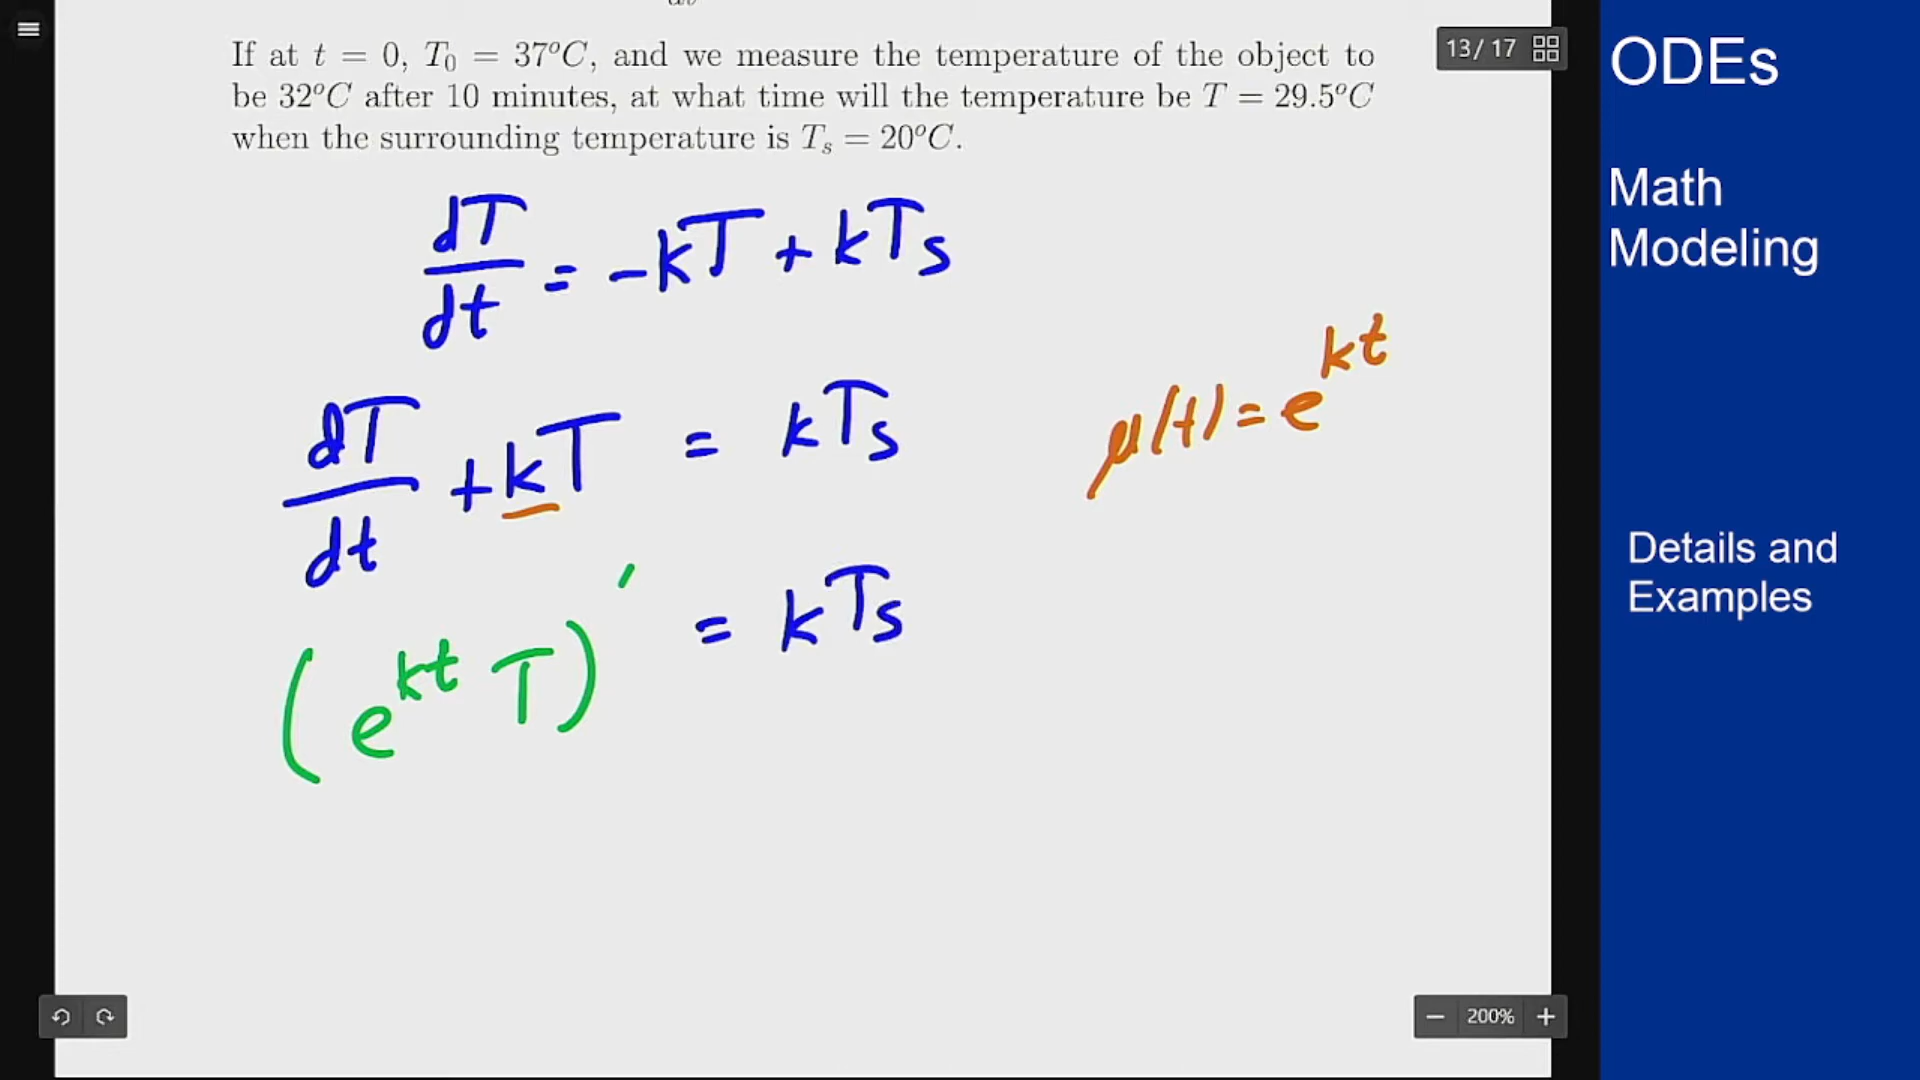 If at t = 0, T₀ = 37°C, and we measure the temperature of the object to
be 32°C after 10 minutes, at what time will the temperature be T = 29.5°C
when the surrounding temperature is Tₛ = 20°C.
dT/dt = -kT + kTs
dT/dt + kT = kTs
μ(t) = e^kt
(e^kt T)' = kTs
13/17
ODEs
Math
Modeling
Details and
Examples
200%